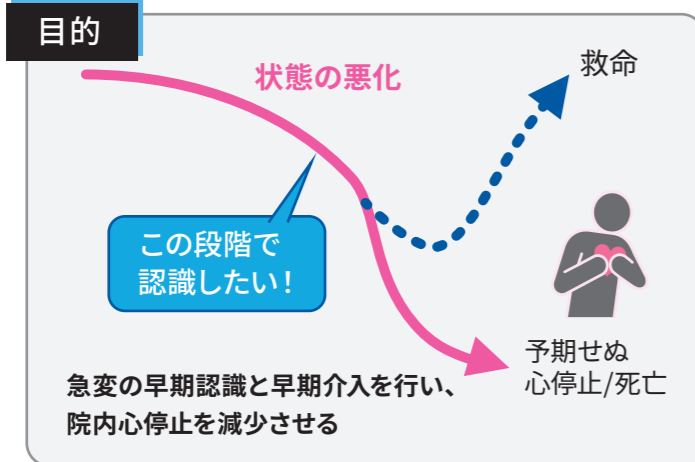 目的
状態の悪化
救命
この段階で
認識したい！
予期せぬ
心停止/死亡
急変の早期認識と早期介入を行い、
院内心停止を減少させる